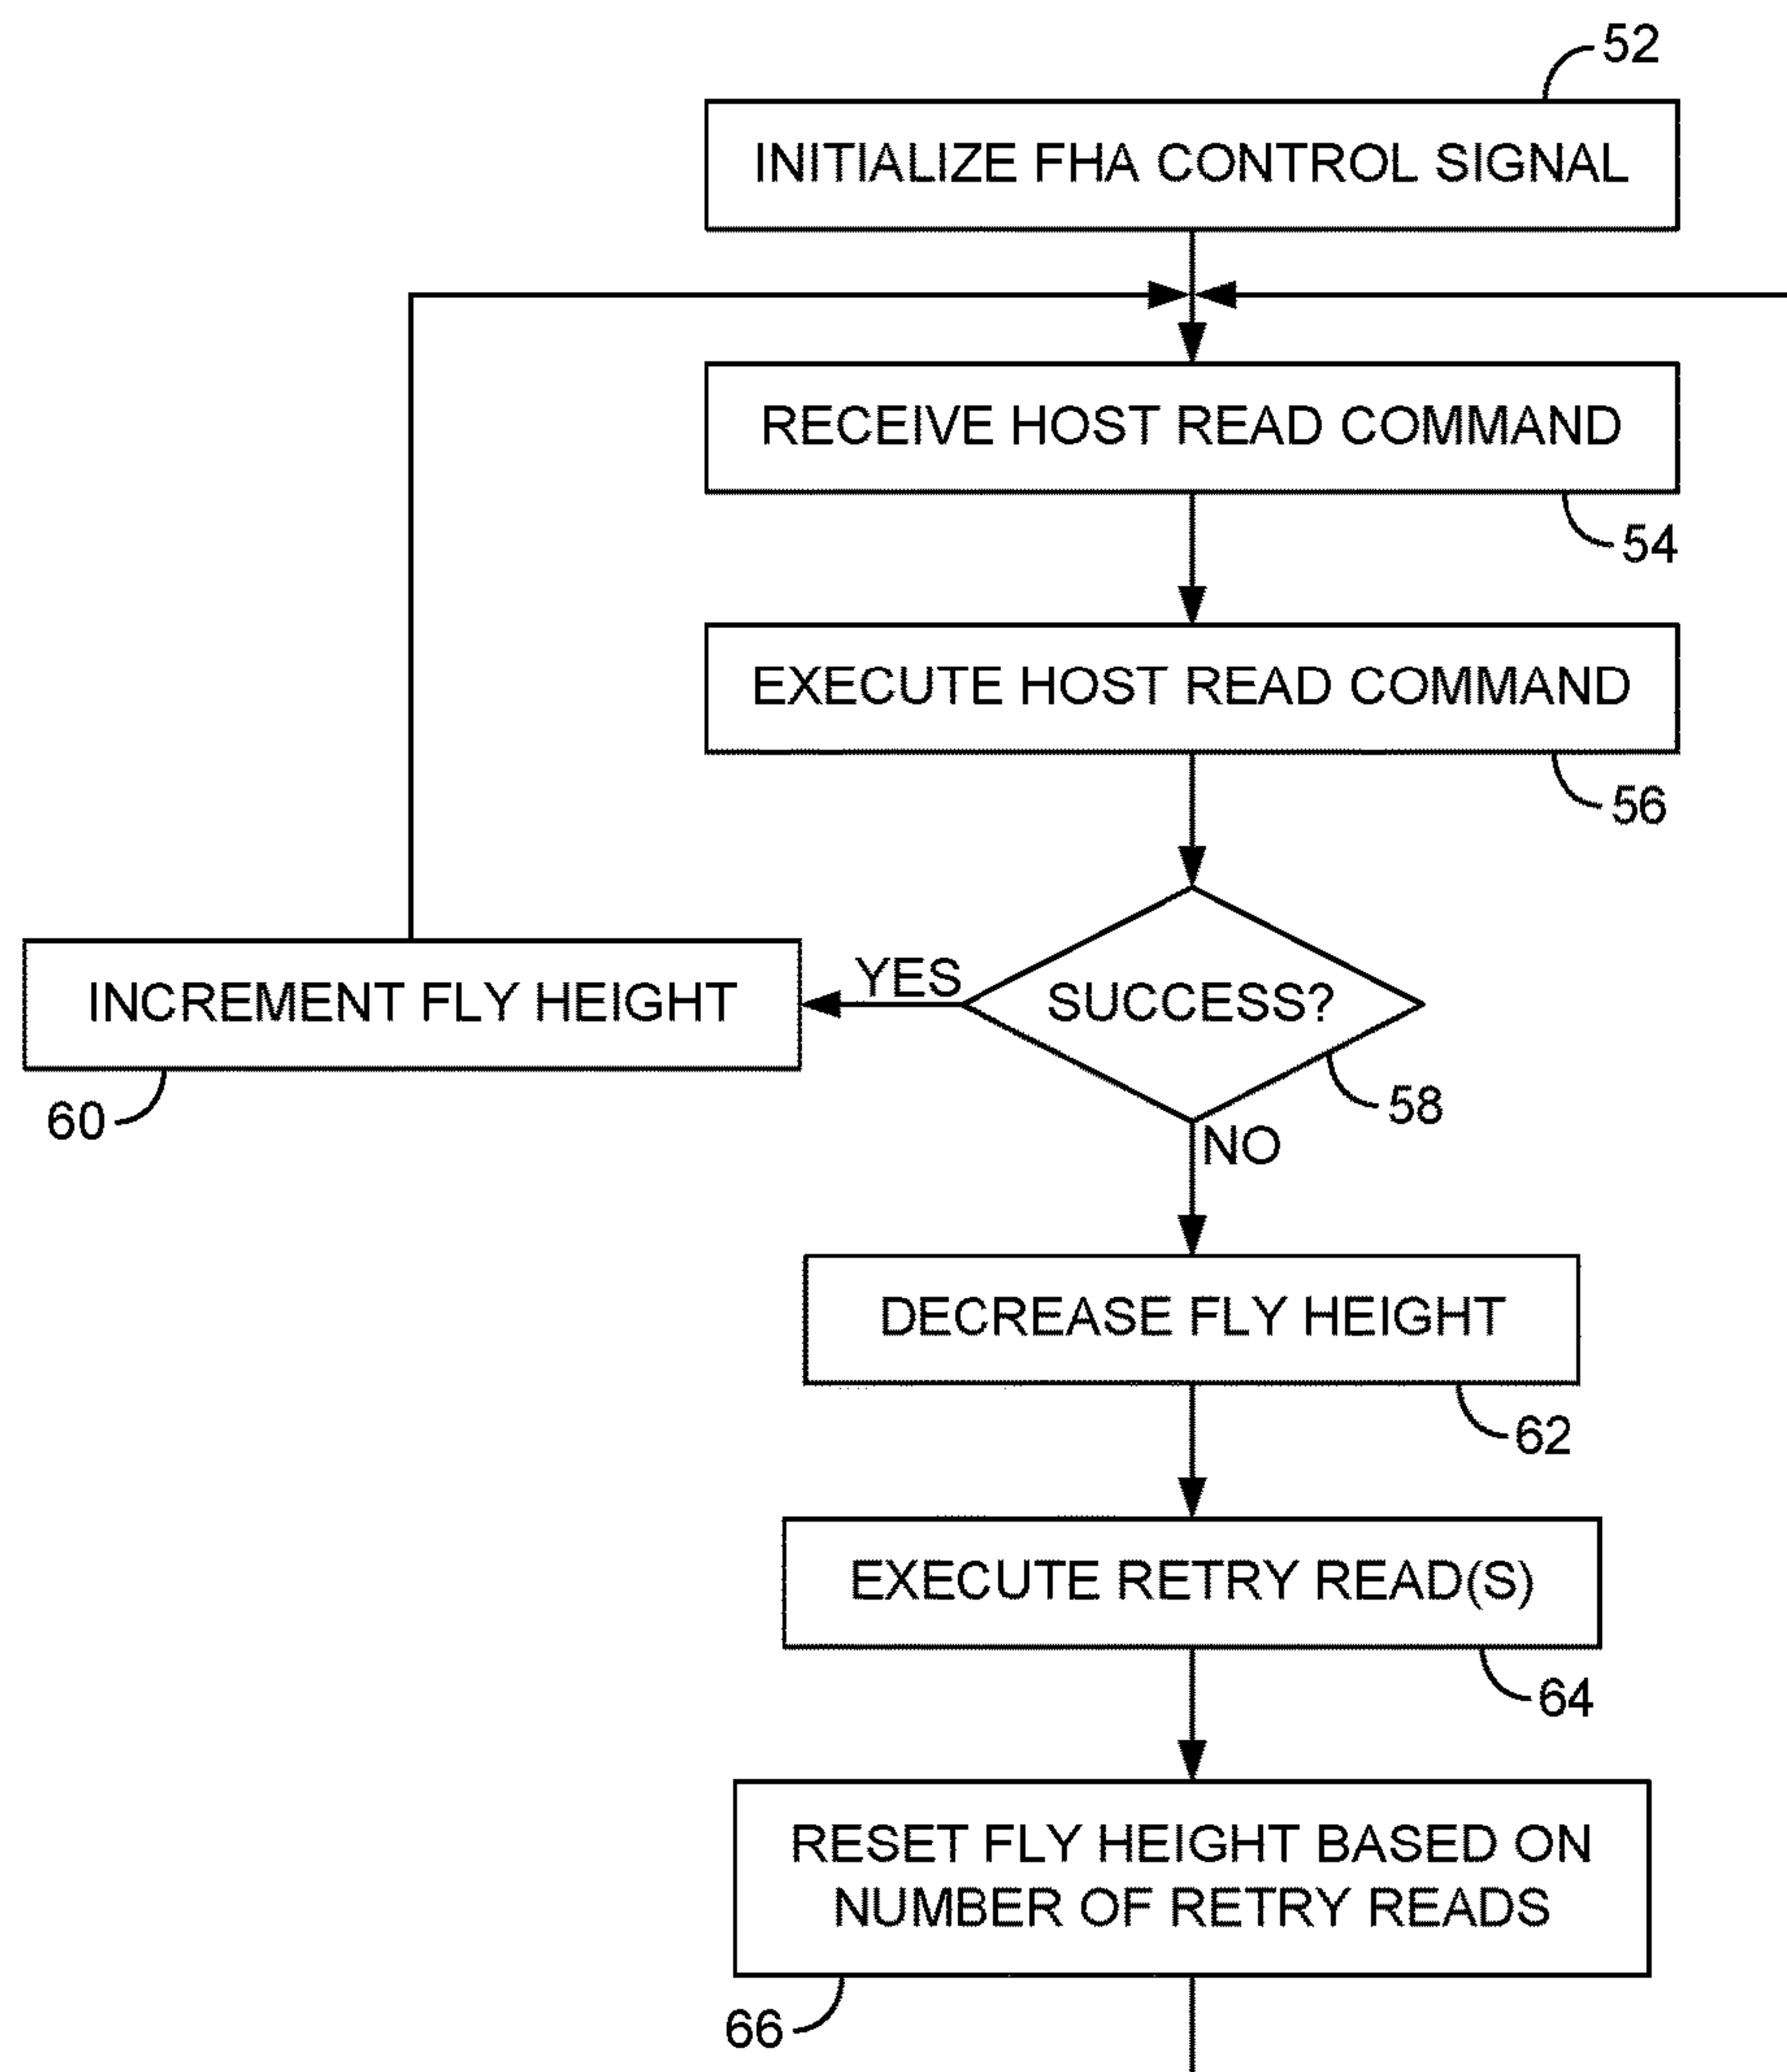 52
INITIALIZE FHA CONTROL SIGNAL
RECEIVE HOST READ COMMAND
54
EXECUTE HOST READ COMMAND
56
INCREMENT FLY HEIGHT
YES
SUCCESS?
60
58
NO
DECREASE FLY HEIGHT
62
EXECUTE RETRY READ(S)
64
RESET FLY HEIGHT BASED ON
NUMBER OF RETRY READS
66